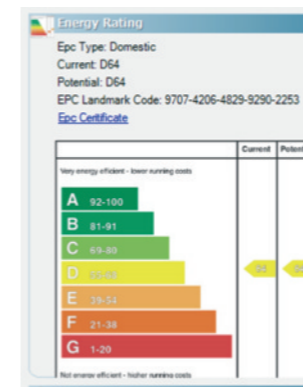 Energy Rating
Epc Type: Domestic
Current: D64
Potential: D64
EPC Landmark Code: 9707-4206-4829-9290-2253
Epc Certificate
Current Potent
Very energy efficient - lower running costs
A 92-100
B 81-91
C 69-80
D
E 39-54
F 21-38
G 1-20
Not energy efficient - higher running costs